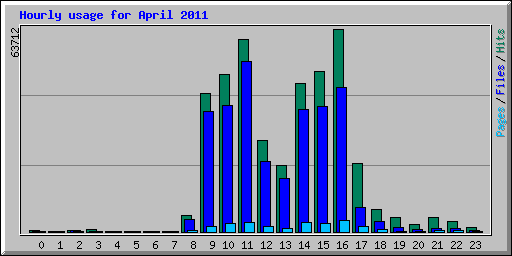 Hourly usage for April 2011
63712
Pages/Files/Hits
0 1 2 3 4 5 6 7 8 9 10 11 12 13 14 15 16 17 18 19 20 21 22 23